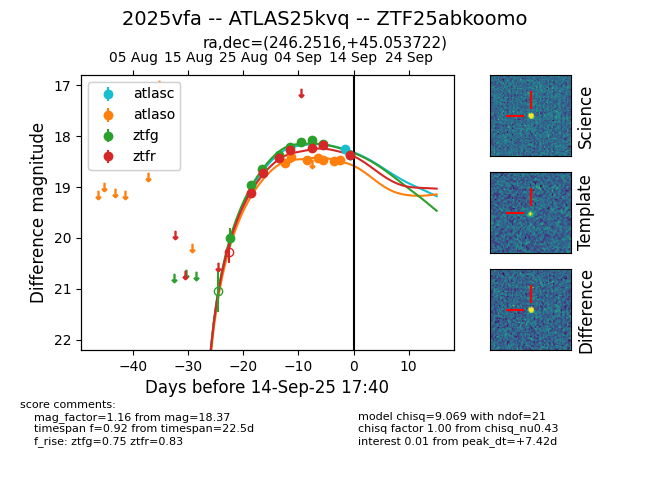 2025vfa -- ATLAS25kvq -- ZTF25abkoomo
ra,dec=(246.2516,+45.053722)
05 Aug 15 Aug 25 Aug 04 Sep 14 Sep 24 Sep
atlasc
atlaso
ztfg
ztfr
17
18
19
20
21
22
Difference magnitude
−40 −30 −20 −10 0 10
Days before 14-Sep-25 17:40
Science
Template
Difference
score comments:
mag_factor=1.16 from mag=18.37
timespan f=0.92 from timespan=22.5d
f_rise: ztfg=0.75 ztfr=0.83
model chisq=9.069 with ndof=21
chisq factor 1.00 from chisq_nu0.43
interest 0.01 from peak_dt=+7.42d